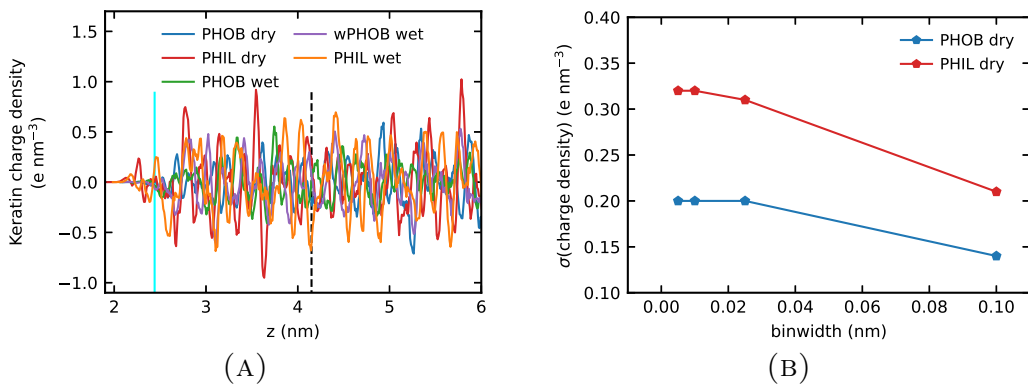 Keratin charge density
(e nm⁻³)
1.5
1.0
0.5
0.0
−0.5
−1.0
PHOB dry
PHIL dry
PHOB wet
wPHOB wet
PHIL wet
2
3
4
5
6
z (nm)
(A)
σ(charge density) (e nm⁻³)
0.40
0.35
0.30
0.25
0.20
0.15
0.10
PHOB dry
PHIL dry
0.00
0.02
0.04
0.06
0.08
0.10
binwidth (nm)
(B)